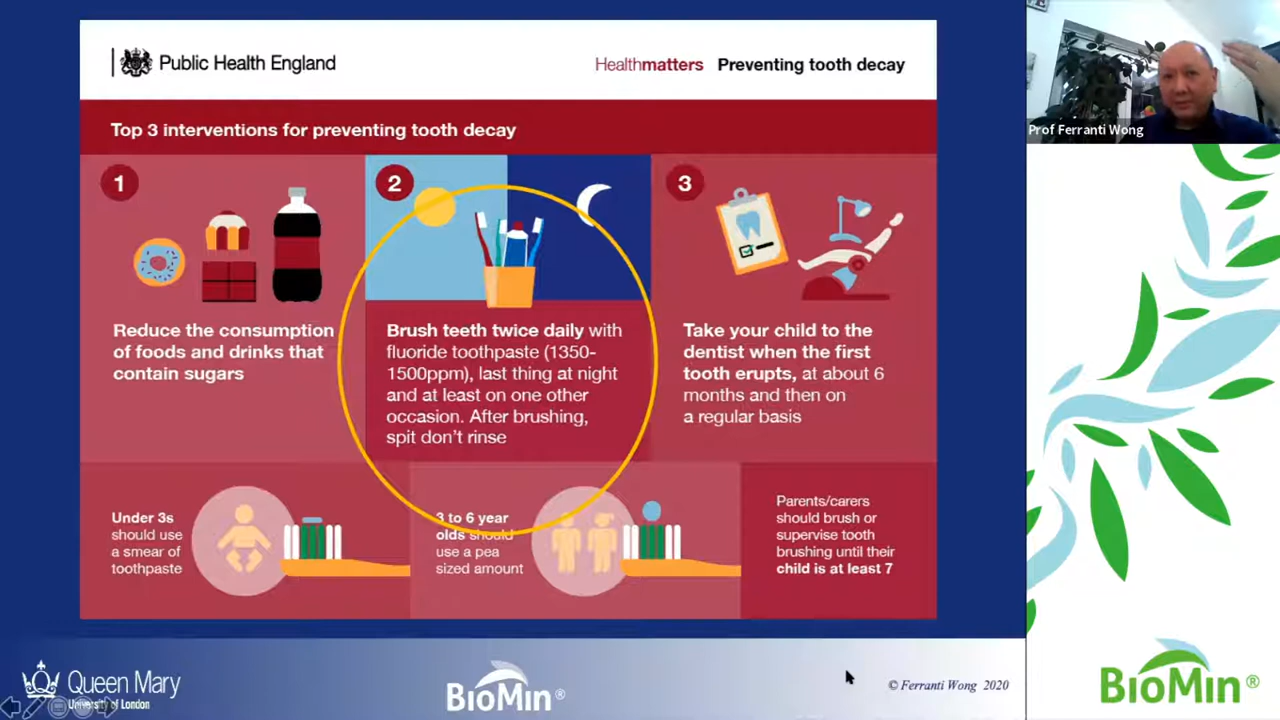 Public Health England
Healthmatters Preventing tooth decay
Top 3 interventions for preventing tooth decay
1
Reduce the consumption
of foods and drinks that
contain sugars
2
Brush teeth twice daily with
fluoride toothpaste (1350-
1500ppm), last thing at night
and at least on one other
occasion. After brushing,
spit don't rinse
3
Take your child to the
dentist when the first
tooth erupts, at about 6
months and then on
a regular basis
Under 3s
should use
a smear of
toothpaste
3 to 6 year
olds should
use a pea
sized amount
Parents/carers
should brush or
supervise tooth
brushing until their
child is at least 7
Queen Mary
University of London
BioMin®
© Ferranti Wong 2020
Prof Ferranti Wong
BioMin®